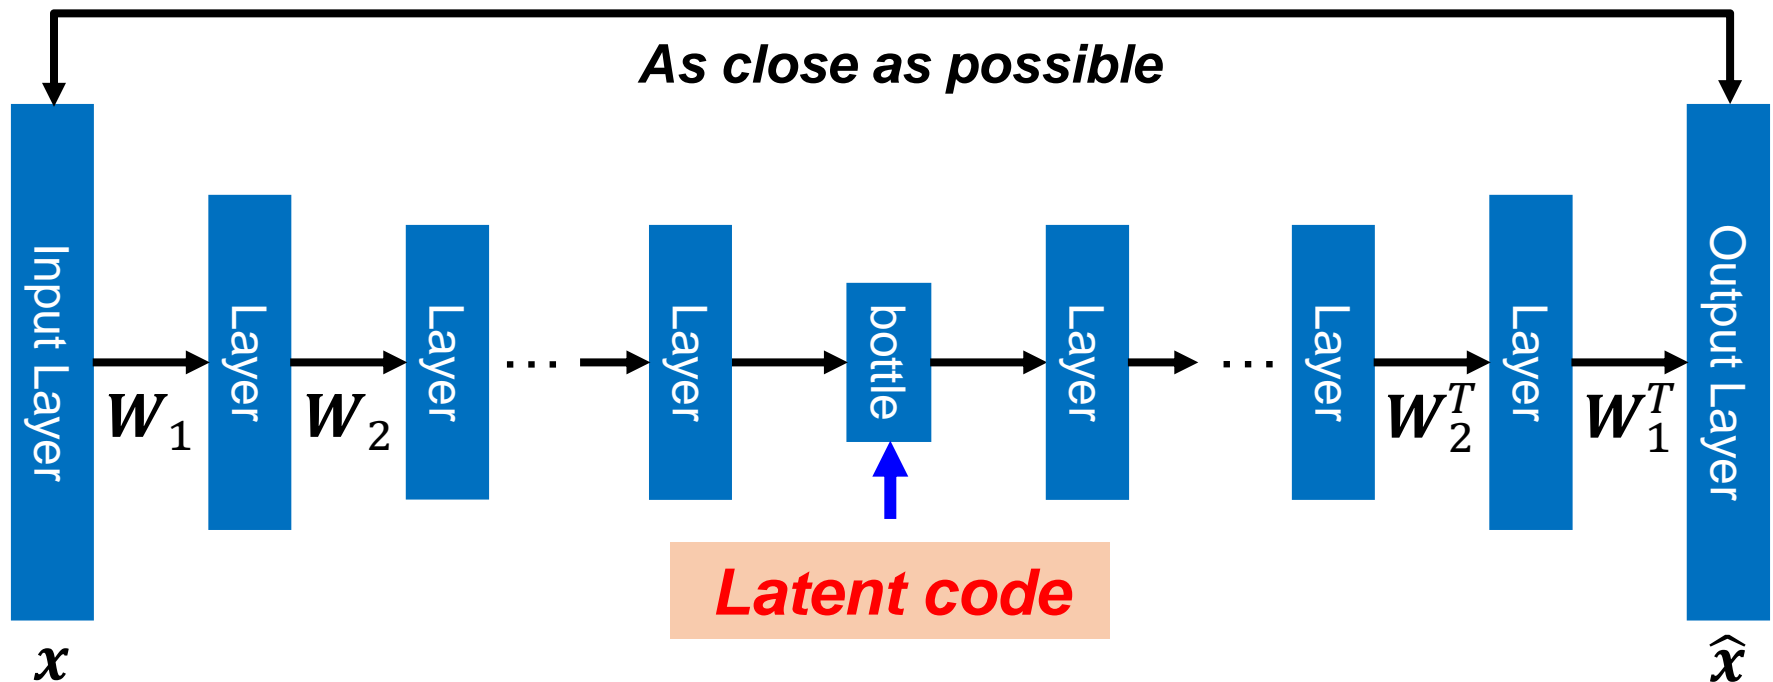 As close as possible
Input Layer
Layer
Layer
...
Layer
bottle
Layer
...
Layer
Layer
Output Layer
W₁
W₂
W₂ᵀ
W₁ᵀ
Latent code
x
x̂